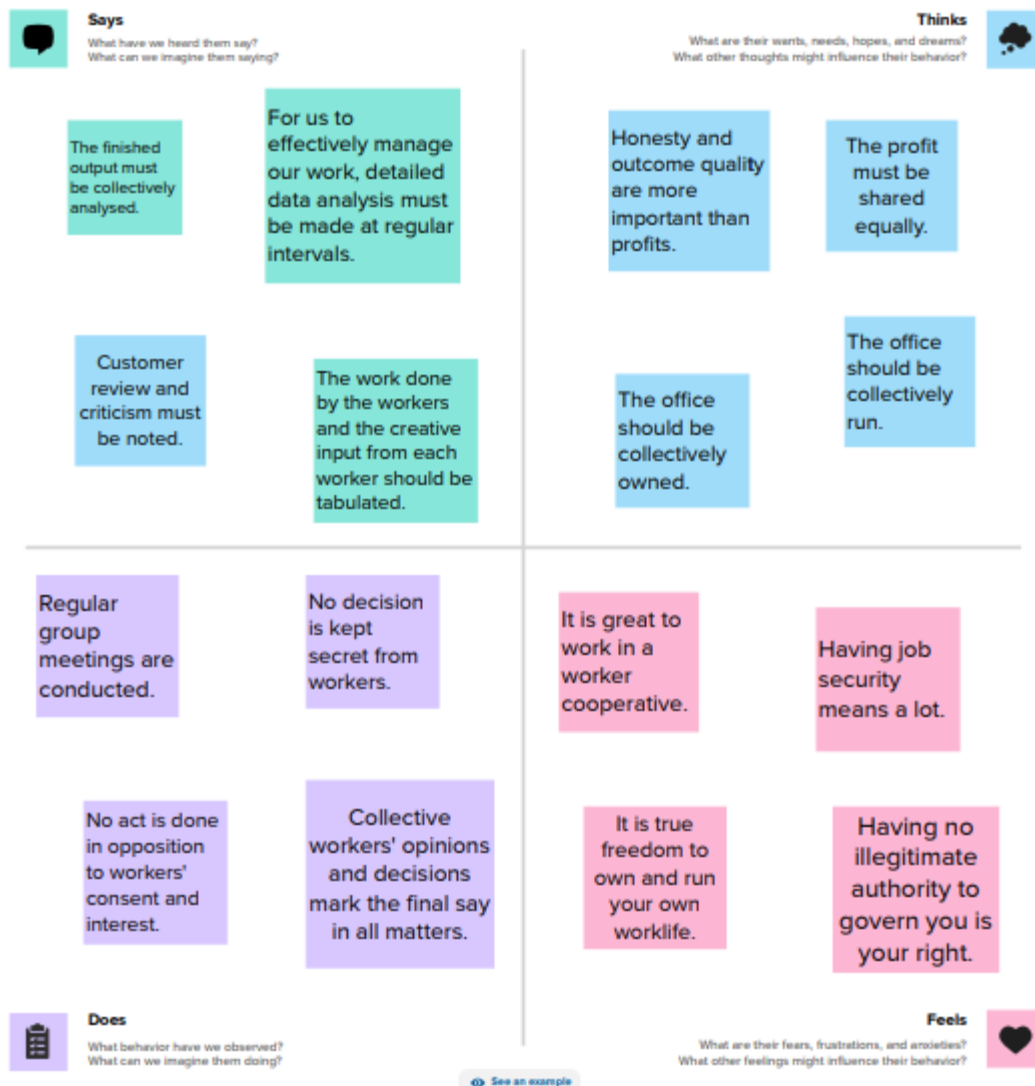 Says
What have we heard them say?
What can we imagine them saying?
Thinks
What are their wants, needs, hopes, and dreams?
What other thoughts might influence their behavior?
The finished
output must
be collectively
analysed.
For us to
effectively manage
our work, detailed
data analysis must
be made at regular
intervals.
Customer
review and
criticism must
be noted.
The work done
by the workers
and the creative
input from each
worker should be
tabulated.
Honesty and
outcome quality
are more
important than
profits.
The profit
must be
shared
equally.
The office
should be
collectively
owned.
The office
should be
collectively
run.
Regular
group
meetings are
conducted.
No decision
is kept
secret from
workers.
No act is done
in opposition
to workers'
consent and
interest.
Collective
workers' opinions
and decisions
mark the final say
in all matters.
It is great to
work in a
worker
cooperative.
Having job
security
means a lot.
It is true
freedom to
own and run
your own
worklife.
Having no
illegitimate
authority to
govern you is
your right.
Does
What behavior have we observed?
What can we imagine them doing?
Feels
What are their fears, frustrations, and anxieties?
What other feelings might influence their behavior?
See an example